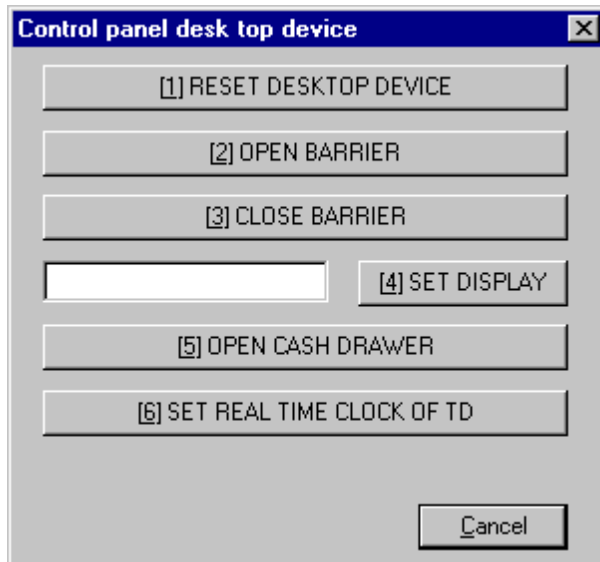 Control panel desk top device
[1] RESET DESKTOP DEVICE
[2] OPEN BARRIER
[3] CLOSE BARRIER
[4] SET DISPLAY
[5] OPEN CASH DRAWER
[6] SET REAL TIME CLOCK OF TD
Cancel